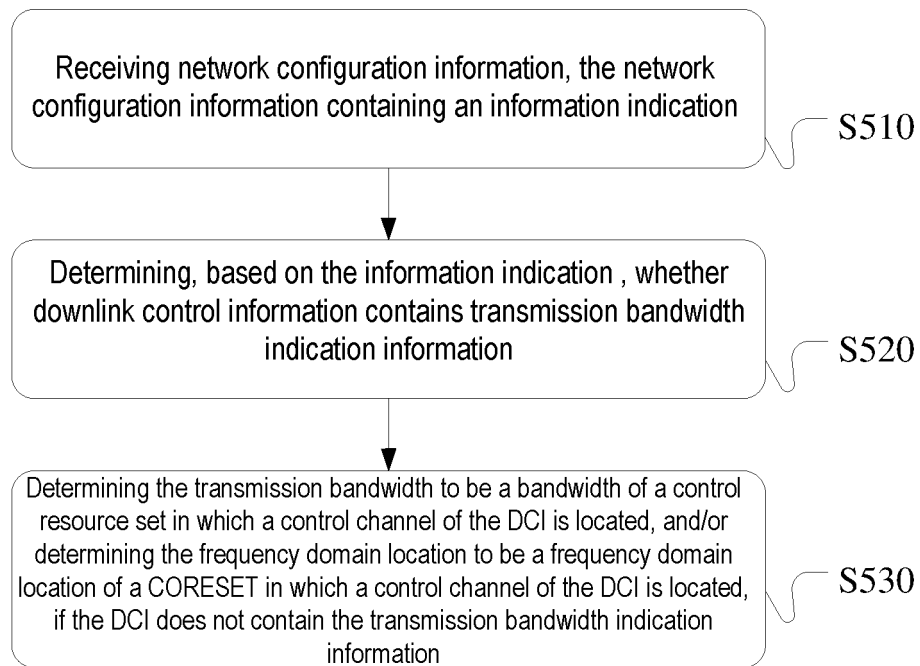 Receiving network configuration information, the network
configuration information containing an information indication
S510
Determining, based on the information indication , whether
downlink control information contains transmission bandwidth
indication information
S520
Determining the transmission bandwidth to be a bandwidth of a control
resource set in which a control channel of the DCI is located, and/or
determining the frequency domain location to be a frequency domain
location of a CORESET in which a control channel of the DCI is located,
if the DCI does not contain the transmission bandwidth indication
information
S530